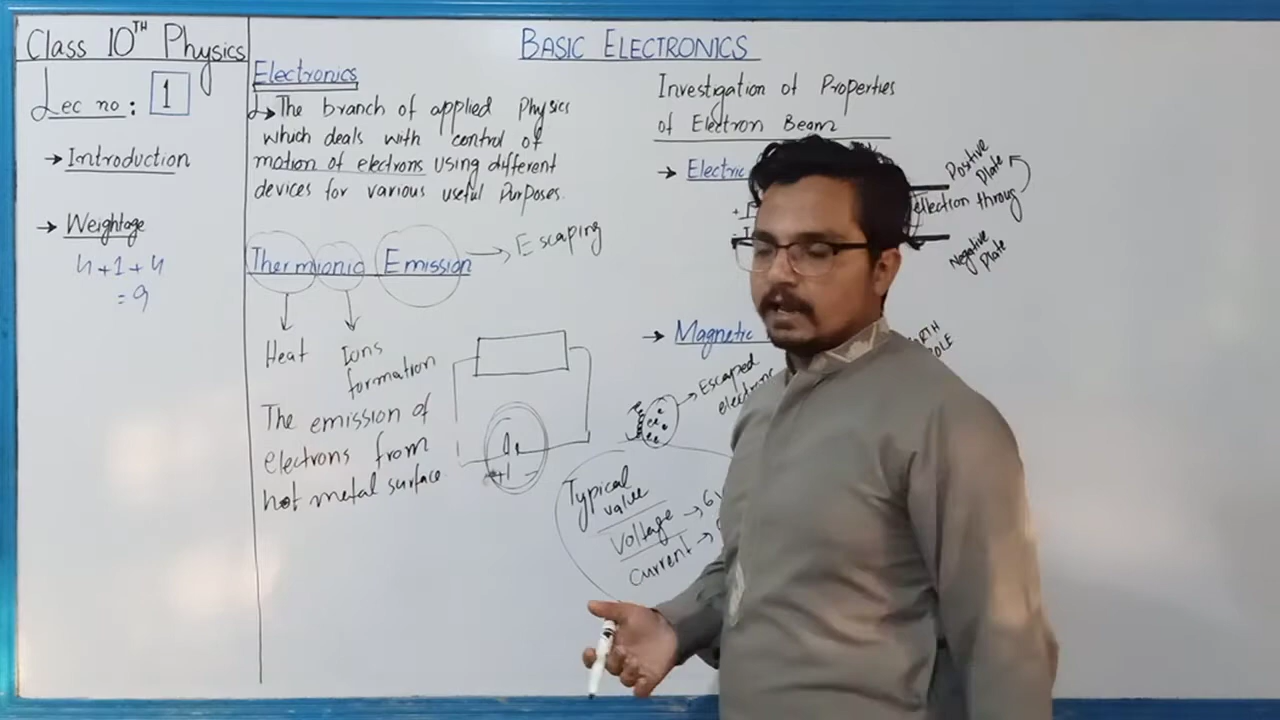 Class 10TH Physics
Lec no : 1
→ Introduction
→ Weightage
4+1+4
= 9
BASIC ELECTRONICS
Electronics
→ The branch of applied Physics
which deals with control of
motion of electrons using different
devices for various useful Purposes.
Thermionic Emission → Escaping
Heat
Ions
formation
The emission of
electrons from
hot metal surface
+ -
Investigation of Properties
of Electron Beam
→ Electric
Positive
Plate
Negative
Plate
→ Magnetic
→ Escaped
Typical
value
Voltage → 6
Current →